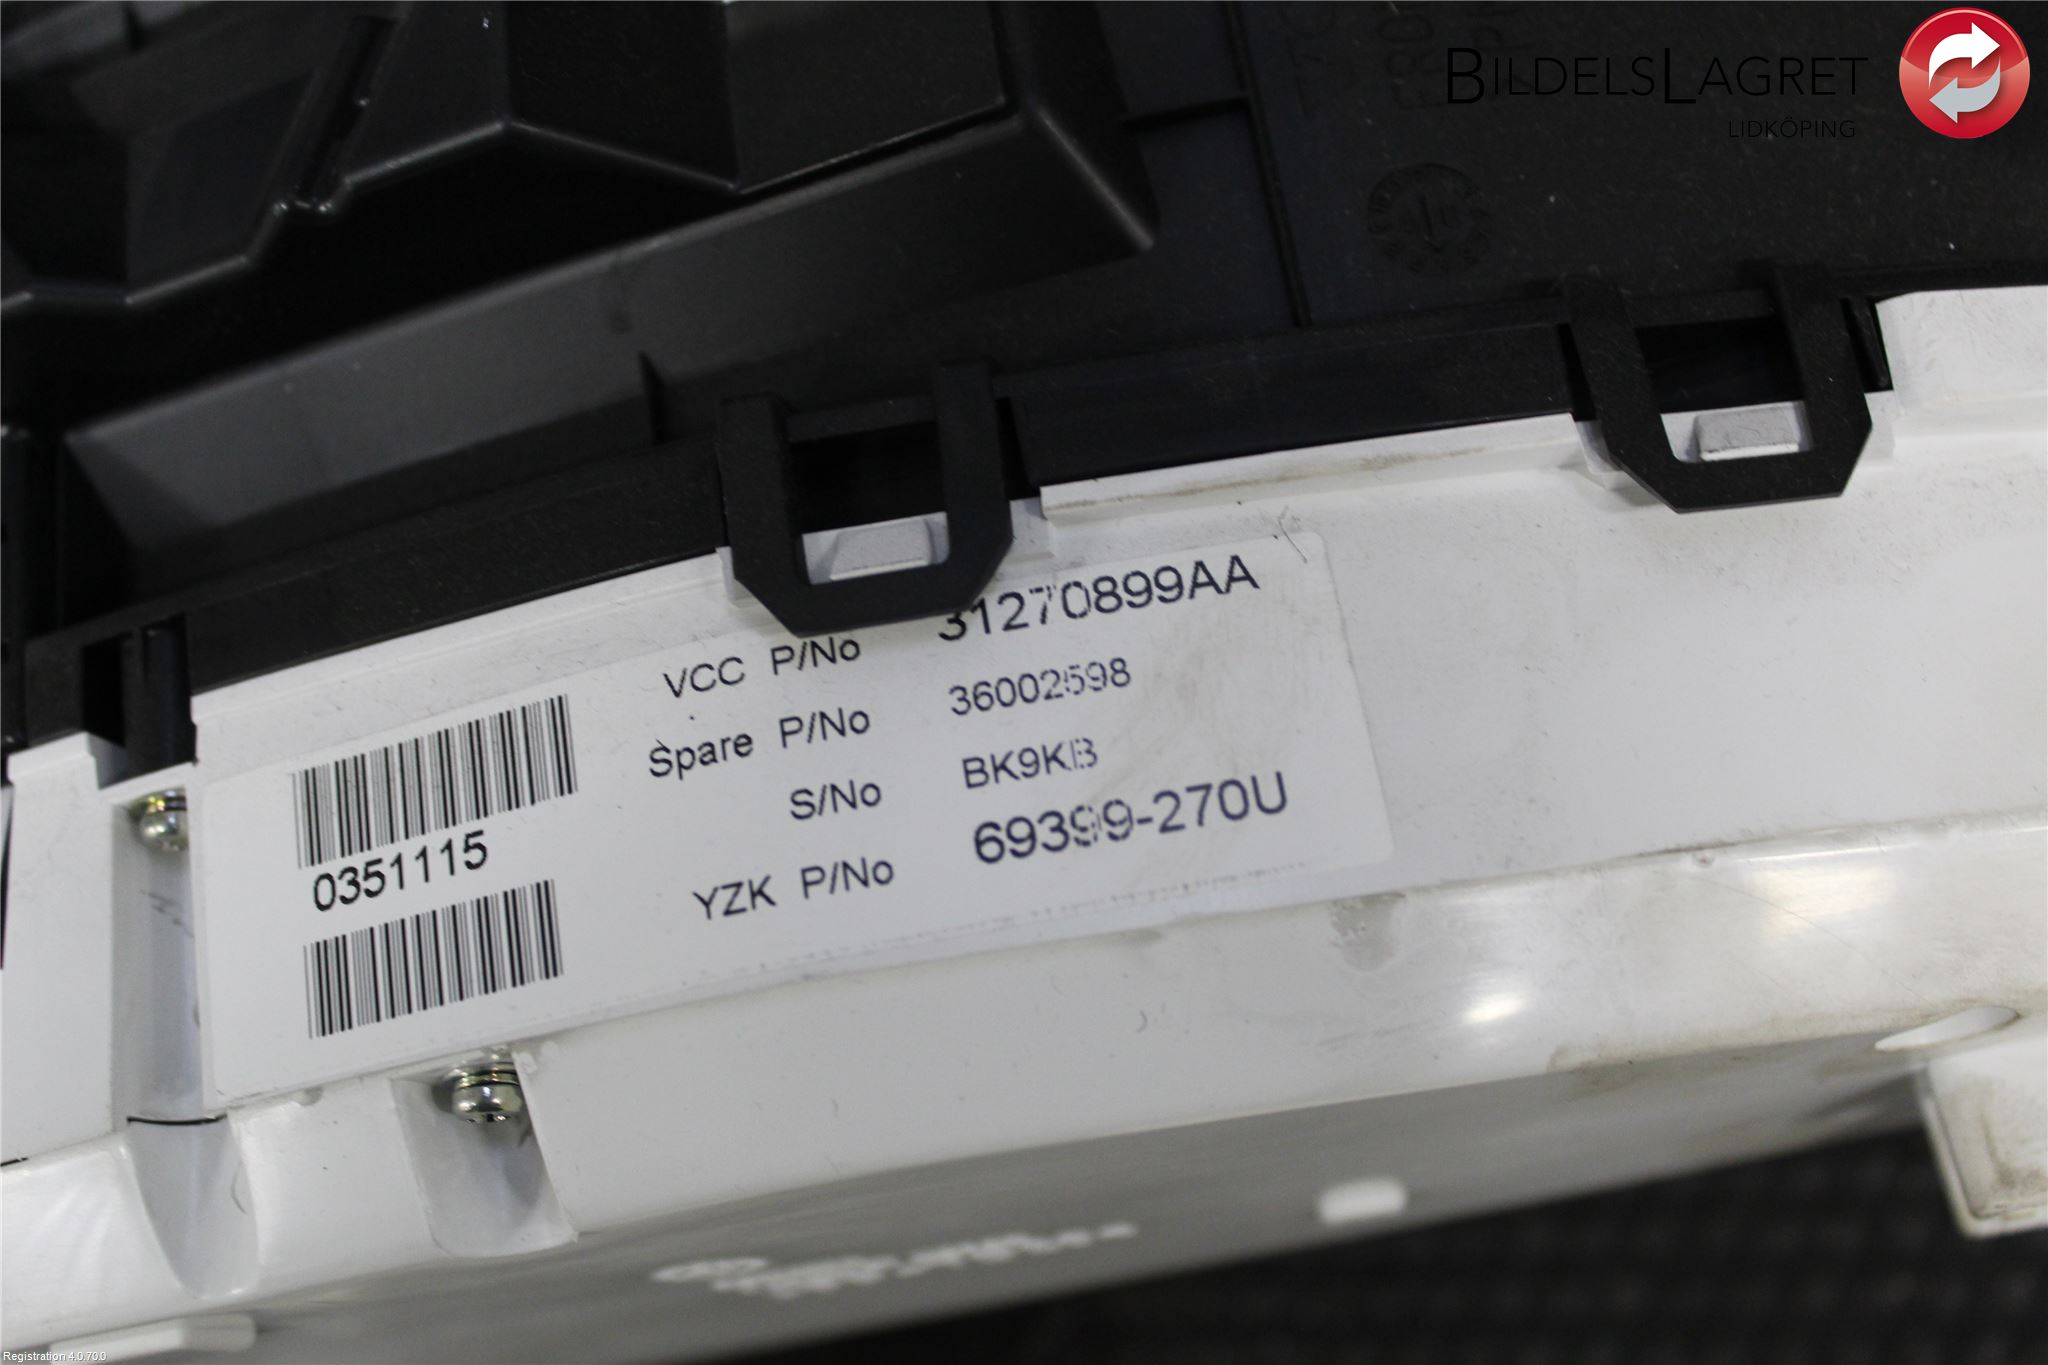 BILDELSLAGRET
LIDKÖPING
VCC P/No 31270899AA
Spare P/No 36002598
S/No BK9KB
YZK P/No 69399-270U
0351115
Registration 4.0.70.0